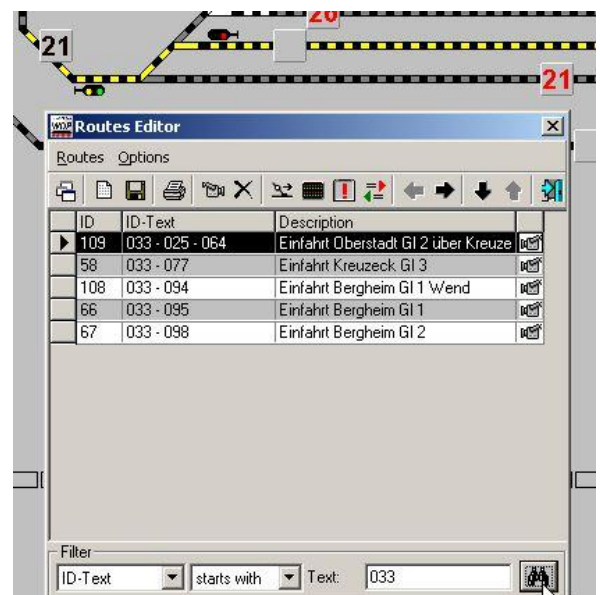 20
21
21
Routes Editor
Routes Options
ID ID-Text Description
109 033 - 025 - 064 Einfahrt Oberstadt Gl 2 über Kreuze
58 033 - 077 Einfahrt Kreuzeck Gl 3
108 033 - 094 Einfahrt Bergheim Gl 1 Wend
66 033 - 095 Einfahrt Bergheim Gl 1
67 033 - 098 Einfahrt Bergheim Gl 2
Filter
ID-Text starts with Text: 033